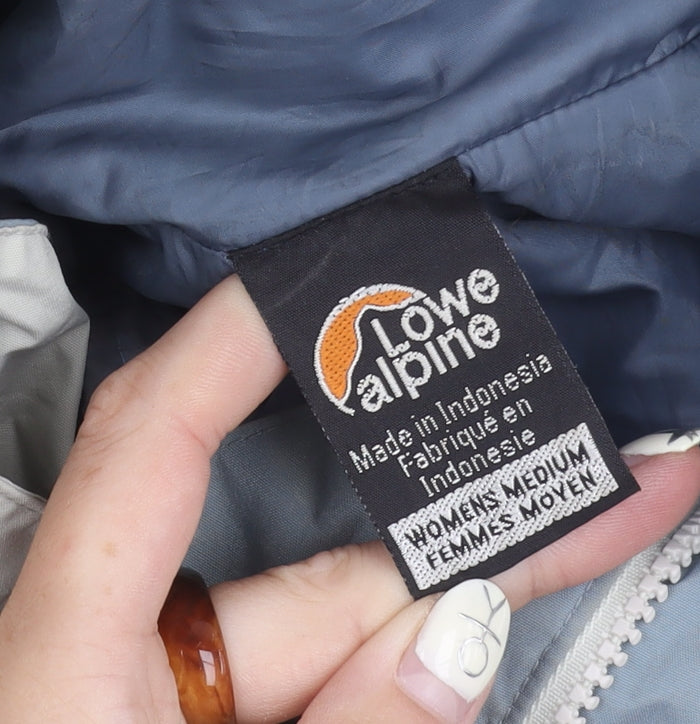 Lowe
alpine
Made in Indonesia
Fabriqué en
Indonesie
WOMENS MEDIUM
FEMMES MOYEN